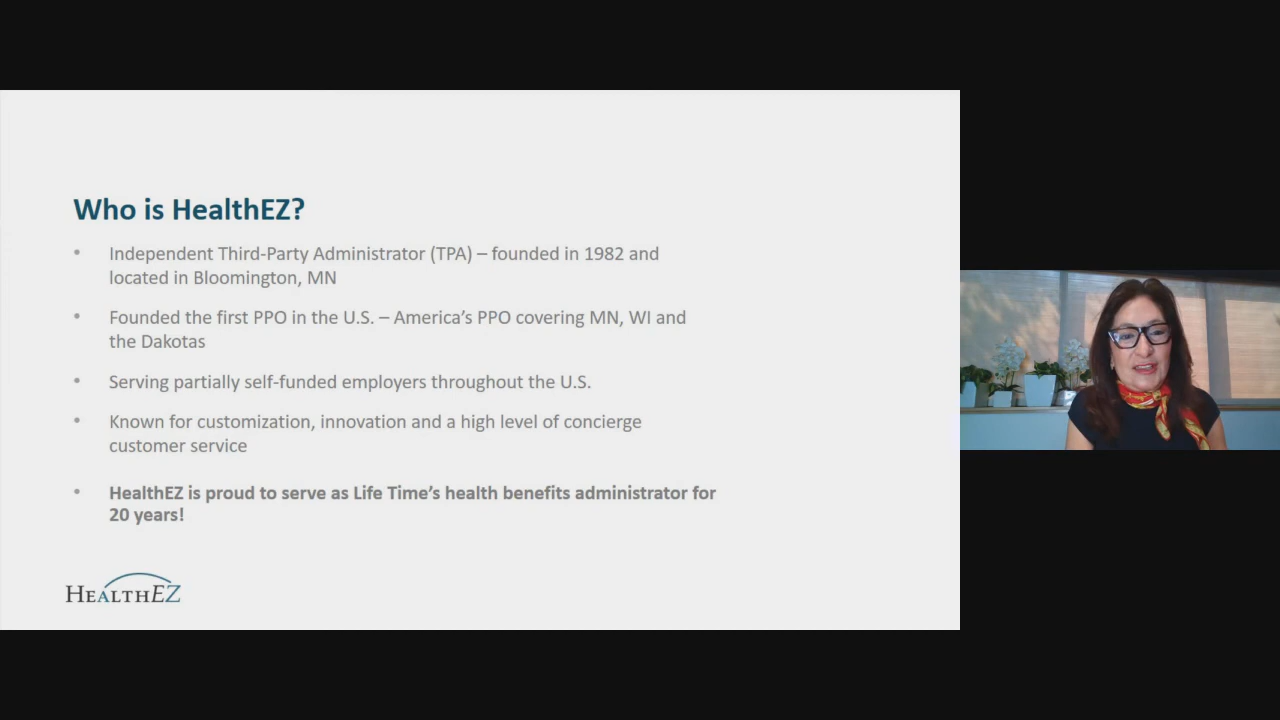 Who is HealthEZ?
• Independent Third-Party Administrator (TPA) – founded in 1982 and
located in Bloomington, MN
• Founded the first PPO in the U.S. – America’s PPO covering MN, WI and
the Dakotas
• Serving partially self-funded employers throughout the U.S.
• Known for customization, innovation and a high level of concierge
customer service
• HealthEZ is proud to serve as Life Time’s health benefits administrator for
20 years!
HEALTHEZ